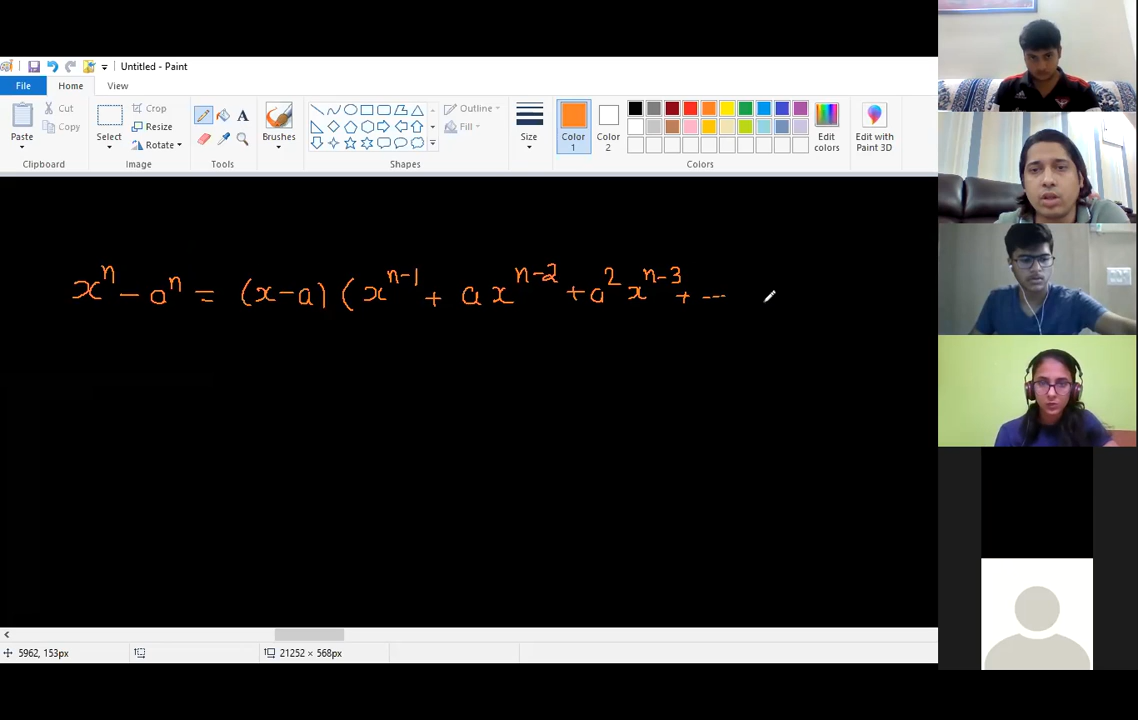 Untitled - Paint
File Home View
Paste
Cut
Copy
Clipboard
Select
Crop
Resize
Rotate
Image
A
Tools
Brushes
Outline
Fill
Shapes
Size
Color 1
Color 2
Edit colors
Colors
Edit with Paint 3D
xⁿ - aⁿ = (x-a) (xⁿ⁻¹ + a xⁿ⁻² + a² xⁿ⁻³ + ---
5962, 153px
21252 × 568px